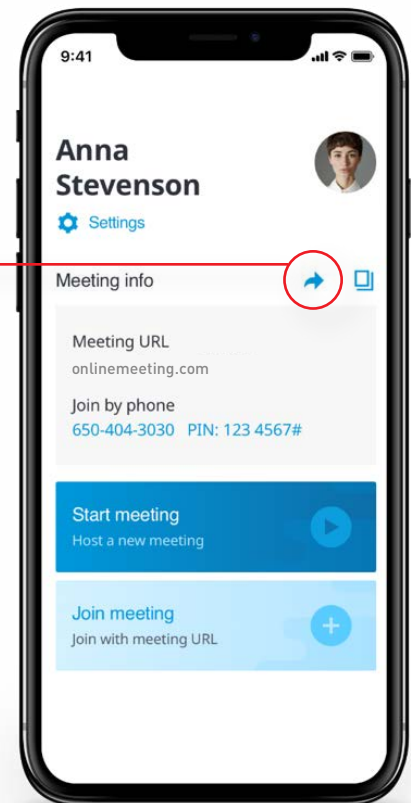 9:41
Anna
Stevenson
Settings
Meeting info
Meeting URL
onlinemeeting.com
Join by phone
650-404-3030 PIN: 123 4567#
Start meeting
Host a new meeting
Join meeting
Join with meeting URL